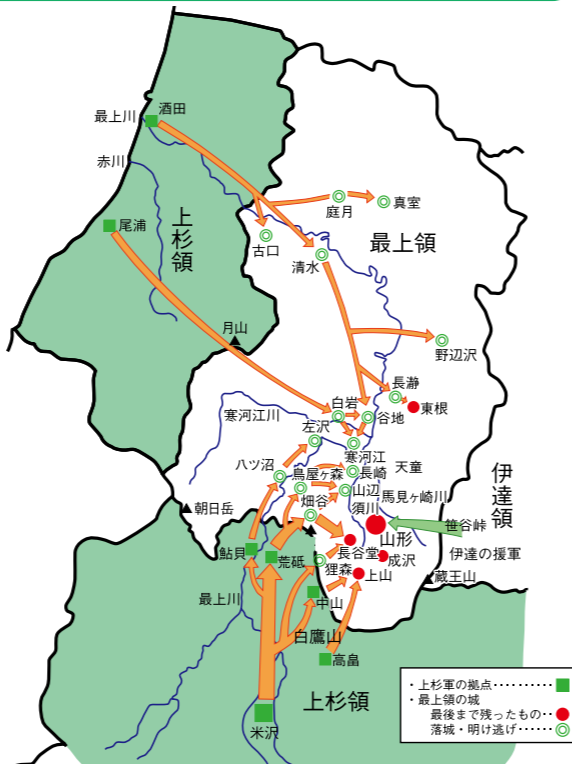 酒田
最上川
赤川
尾浦
上杉領
庭月
真室
古口
最上領
清水
月山
野辺沢
長瀞
東根
白岩
谷地
寒河江川
左沢
寒河江
八ツ沼
鳥屋ヶ森
長崎
天童
山辺
馬見ヶ崎川
畑谷
須川
伊達領
朝日岳
山形
笹谷峠
鮎貝
荒砥
長谷堂
成沢
伊達の援軍
狸森
上山
蔵王山
最上川
中山
白鷹山
高畠
上杉領
米沢
・上杉軍の拠点‥‥‥‥‥
・最上領の城
最後まで残ったもの‥
落城・明け逃げ‥‥‥